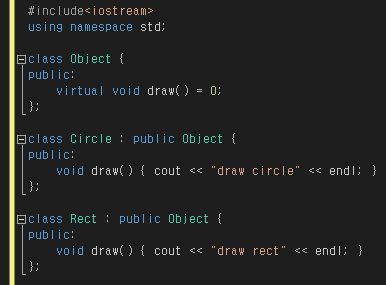 #include<iostream>
using namespace std;
class Object {
public:
virtual void draw() = 0;
};
class Circle : public Object {
public:
void draw() { cout << "draw circle" << endl; }
};
class Rect : public Object {
public:
void draw() { cout << "draw rect" << endl; }
};